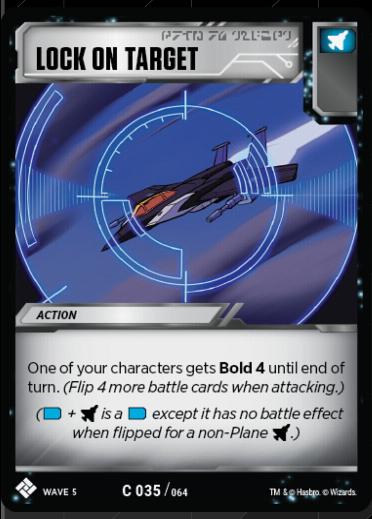 LOCK ON TARGET
ACTION
One of your characters gets Bold 4 until end of
turn. (Flip 4 more battle cards when attacking.)
( + is a except it has no battle effect
when flipped for a non-Plane .)
WAVE 5 C 035/064 TM & © Hasbro. © Wizards.